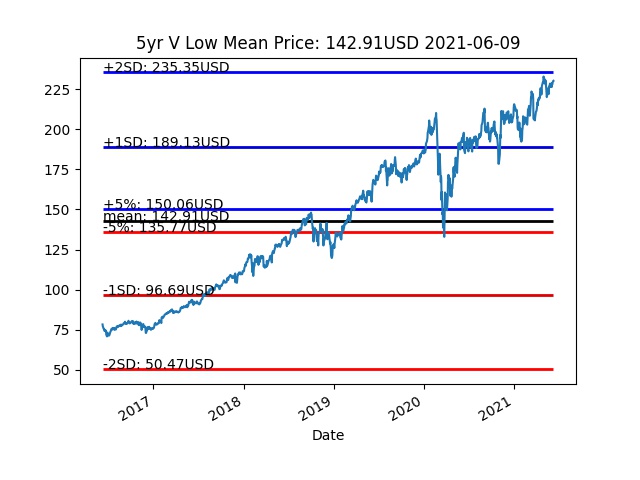 5yr V Low Mean Price: 142.91USD 2021-06-09
+2SD: 235.35USD
225
200
+1SD: 189.13USD
175
+5%: 150.06USD
150
mean: 142.91USD
-5%: 135.77USD
125
100
-1SD: 96.69USD
75
-2SD: 50.47USD
50
2017
2018
2019
2020
2021
Date